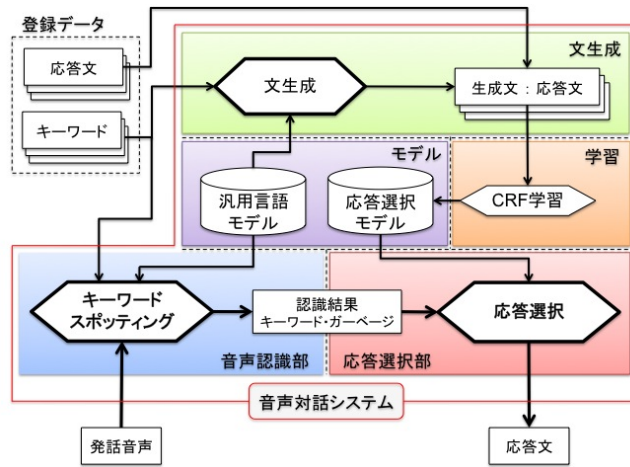 登録データ
応答文
キーワード
文生成
文生成
生成文：応答文
モデル
学習
汎用言語
モデル
応答選択
モデル
CRF学習
キーワード
スポッティング
認識結果
キーワード・ガーベージ
応答選択
音声認識部
応答選択部
音声対話システム
発話音声
応答文